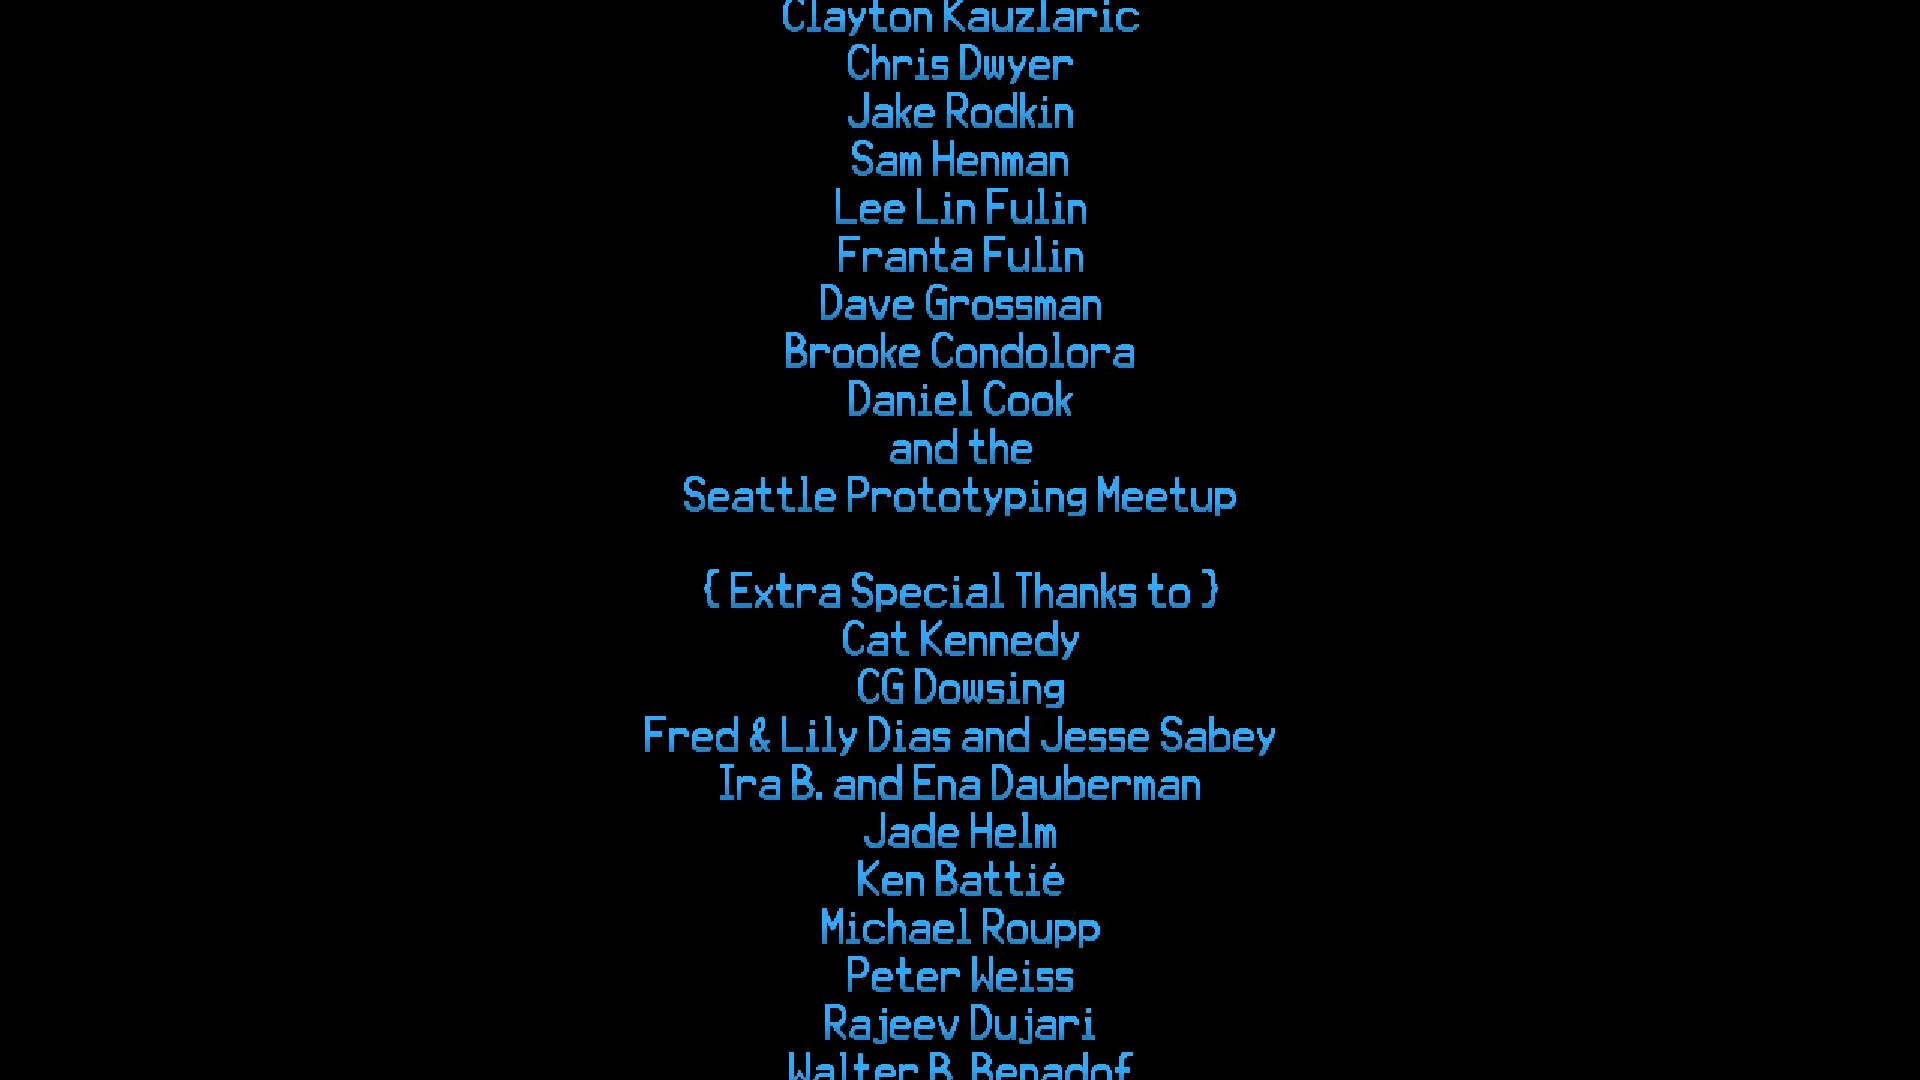 Clayton Kauzlaric
Chris Dwyer
Jake Rodkin
Sam Henman
Lee Lin Fulin
Franta Fulin
Dave Grossman
Brooke Condolora
Daniel Cook
and the
Seattle Prototyping Meetup
{ Extra Special Thanks to }
Cat Kennedy
CG Dowsing
Fred & Lily Dias and Jesse Sabey
Ira B. and Ena Dauberman
Jade Helm
Ken Battié
Michael Roupp
Peter Weiss
Rajeev Dujari
Walter B. Benadof